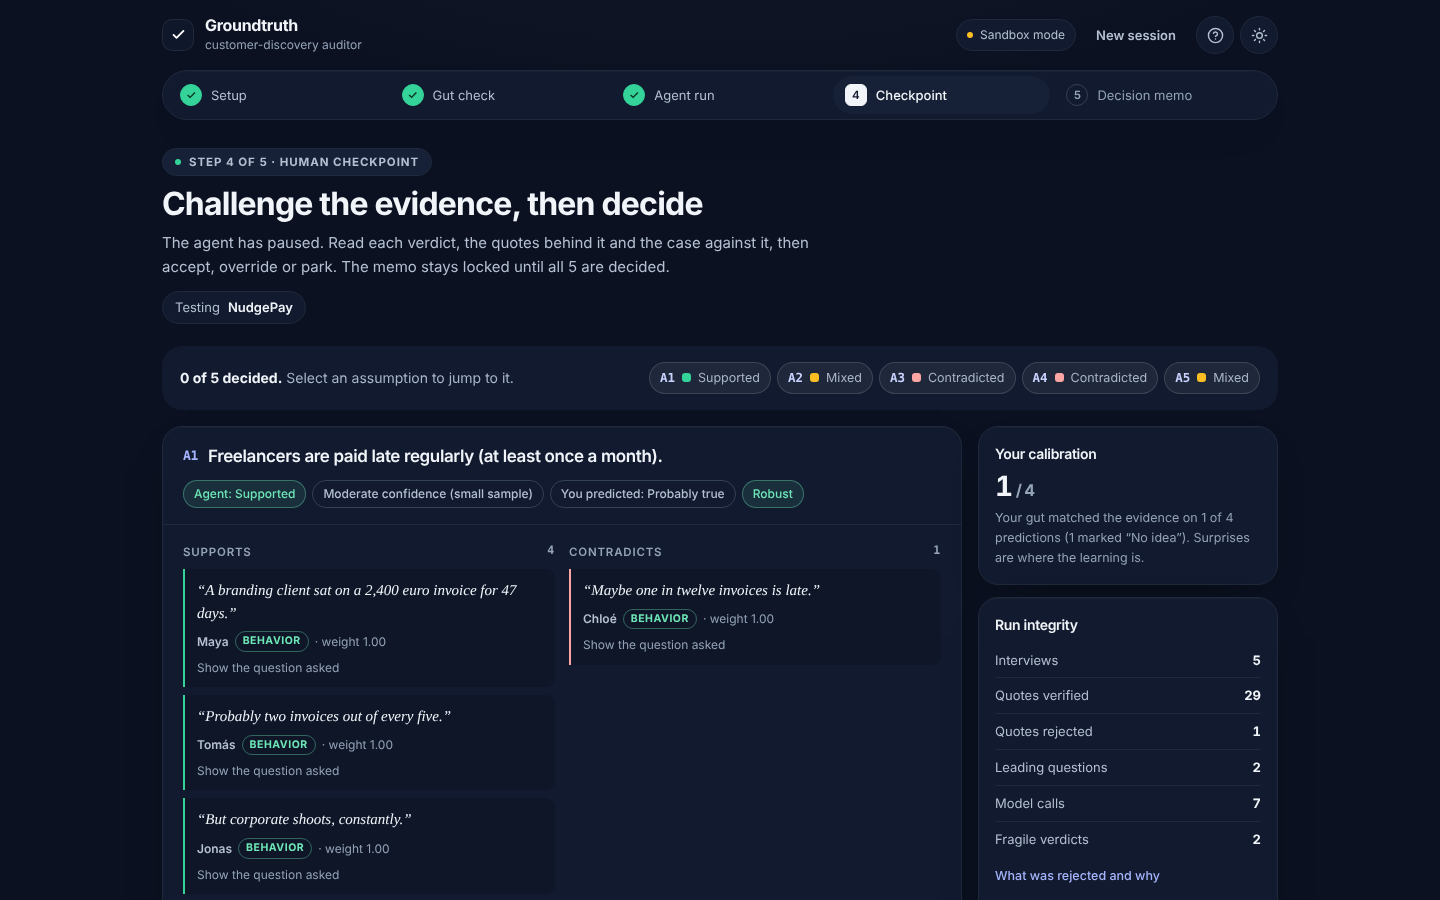 Groundtruth
customer-discovery auditor
Sandbox mode
New session
Setup
Gut check
Agent run
4 Checkpoint
5 Decision memo
STEP 4 OF 5 · HUMAN CHECKPOINT
Challenge the evidence, then decide
The agent has paused. Read each verdict, the quotes behind it and the case against it, then
accept, override or park. The memo stays locked until all 5 are decided.
Testing NudgePay
0 of 5 decided. Select an assumption to jump to it.
A1 Supported
A2 Mixed
A3 Contradicted
A4 Contradicted
A5 Mixed
A1 Freelancers are paid late regularly (at least once a month).
Agent: Supported
Moderate confidence (small sample)
You predicted: Probably true
Robust
SUPPORTS 4
“A branding client sat on a 2,400 euro invoice for 47
days.”
Maya BEHAVIOR · weight 1.00
Show the question asked
“Probably two invoices out of every five.”
Tomás BEHAVIOR · weight 1.00
Show the question asked
“But corporate shoots, constantly.”
Jonas BEHAVIOR · weight 1.00
Show the question asked
CONTRADICTS 1
“Maybe one in twelve invoices is late.”
Chloé BEHAVIOR · weight 1.00
Show the question asked
Your calibration
1 / 4
Your gut matched the evidence on 1 of 4
predictions (1 marked “No idea”). Surprises
are where the learning is.
Run integrity
Interviews 5
Quotes verified 29
Quotes rejected 1
Leading questions 2
Model calls 7
Fragile verdicts 2
What was rejected and why